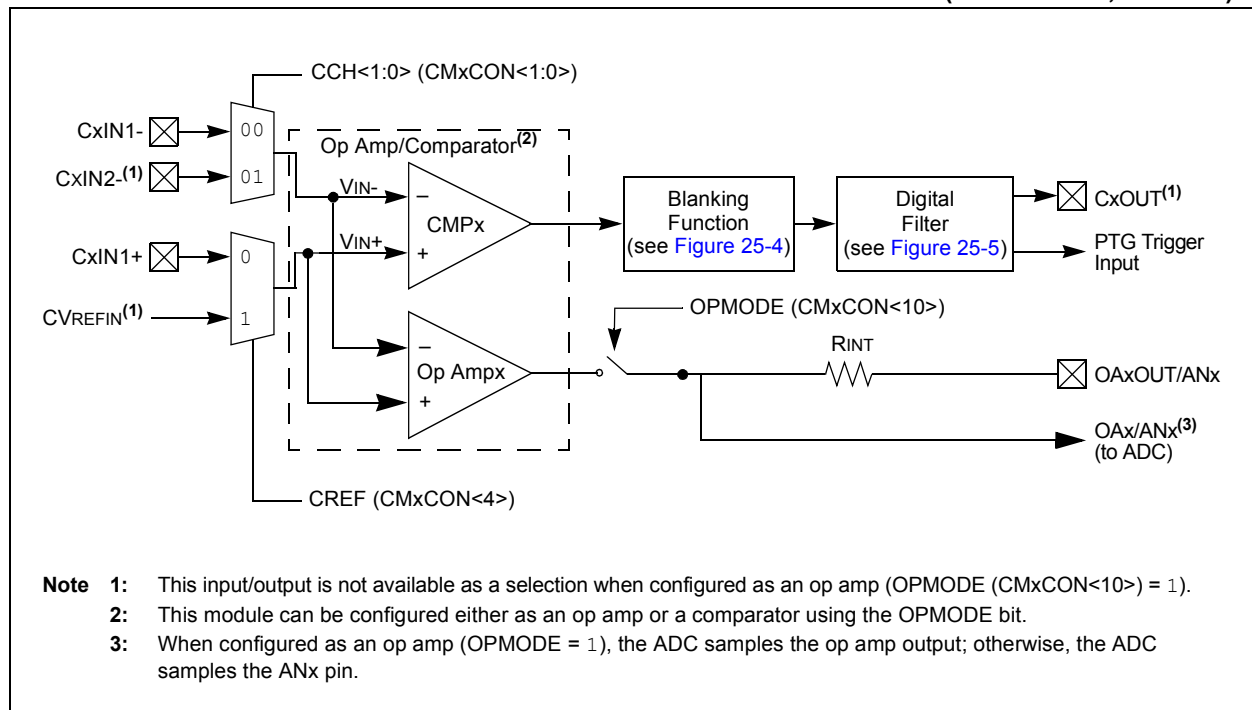 CCH<1:0> (CMxCON<1:0>)
CxIN1-
00
Op Amp/Comparator(2)
CxIN2-(1)
01
VIN-
–
CMPx
Blanking
Function
(see Figure 25-4)
Digital
Filter
(see Figure 25-5)
CxOUT(1)
CxIN1+
0
VIN+
+
PTG Trigger
Input
CVREFIN(1)
1
OPMODE (CMxCON<10>)
–
Op Ampx
+
RINT
OAxOUT/ANx
OAx/ANx(3)
(to ADC)
CREF (CMxCON<4>)
Note 1: This input/output is not available as a selection when configured as an op amp (OPMODE (CMxCON<10>) = 1).
2: This module can be configured either as an op amp or a comparator using the OPMODE bit.
3: When configured as an op amp (OPMODE = 1), the ADC samples the op amp output; otherwise, the ADC
samples the ANx pin.